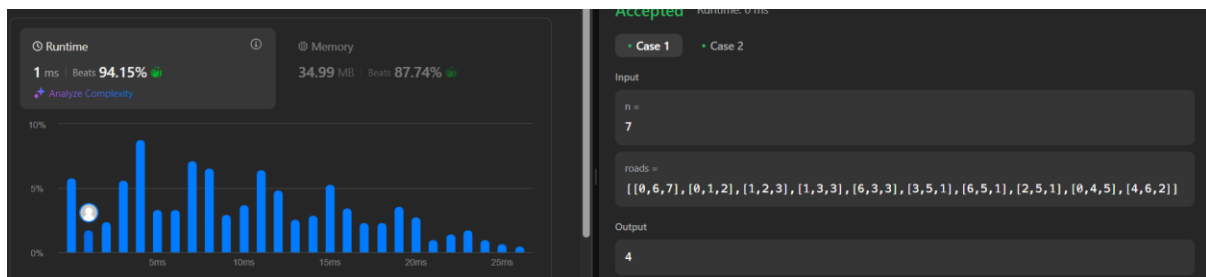 Runtime
1 ms | Beats 94.15%
Analyze Complexity
Memory
34.99 MB | Beats 87.74%
10%
5%
0%
5ms
10ms
15ms
20ms
25ms
Accepted Runtime: 0 ms
• Case 1 • Case 2
Input
n =
7
roads =
[[0,6,7],[0,1,2],[1,2,3],[1,3,3],[6,3,3],[3,5,1],[6,5,1],[2,5,1],[0,4,5],[4,6,2]]
Output
4